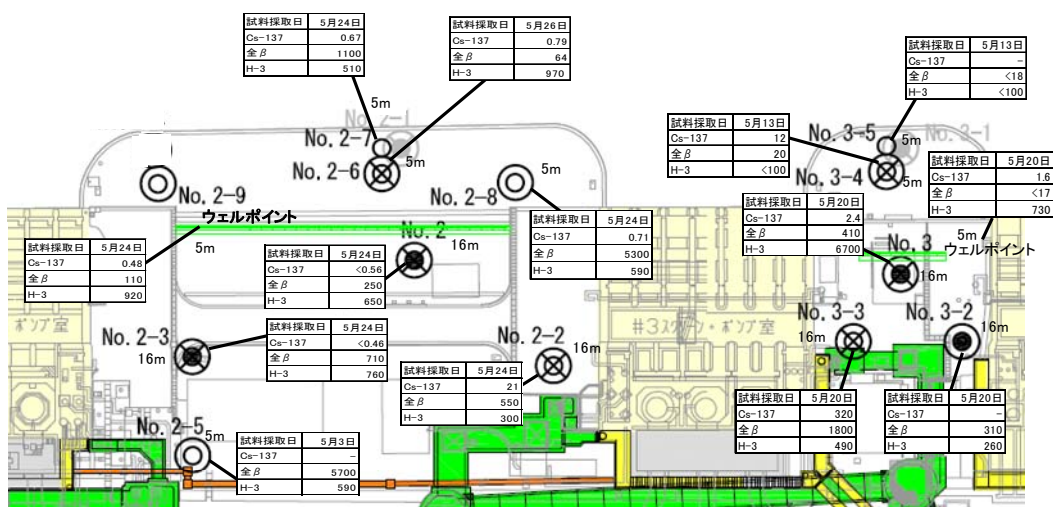 試料採取日 5月24日
Cs-137 0.67
全β 1100
H-3 510
試料採取日 5月26日
Cs-137 0.79
全β 64
H-3 970
試料採取日 5月13日
Cs-137 -
全β <18
H-3 <100
5m
No. 2-1
No. 2-7
5m
No. 2-6
試料採取日 5月13日
Cs-137 12
全β 20
H-3 <100
No. 3-5
No. 3-1
5m
No. 3-4
5m
試料採取日 5月20日
Cs-137 1.6
全β <17
H-3 730
No. 2-9
No. 2-8
5m
ウェルポイント
5m
試料採取日 5月24日
Cs-137 0.48
全β 110
H-3 920
No. 2
16m
試料採取日 5月24日
Cs-137 <0.56
全β 250
H-3 650
試料採取日 5月24日
Cs-137 0.71
全β 5300
H-3 590
試料採取日 5月20日
Cs-137 2.4
全β 410
H-3 6700
5m
No. 3
ウェルポイント
16m
ポンプ室
No. 2-3
16m
試料採取日 5月24日
Cs-137 <0.46
全β 710
H-3 760
No. 2-2
16m
試料採取日 5月24日
Cs-137 21
全β 550
H-3 300
#3スクリーン・ポンプ室
No. 3-3
16m
No. 3-2
16m
試料採取日 5月20日
Cs-137 320
全β 1800
H-3 490
試料採取日 5月20日
Cs-137 -
全β 310
H-3 260
No. 2-5
5m
試料採取日 5月3日
Cs-137 -
全β 5700
H-3 590